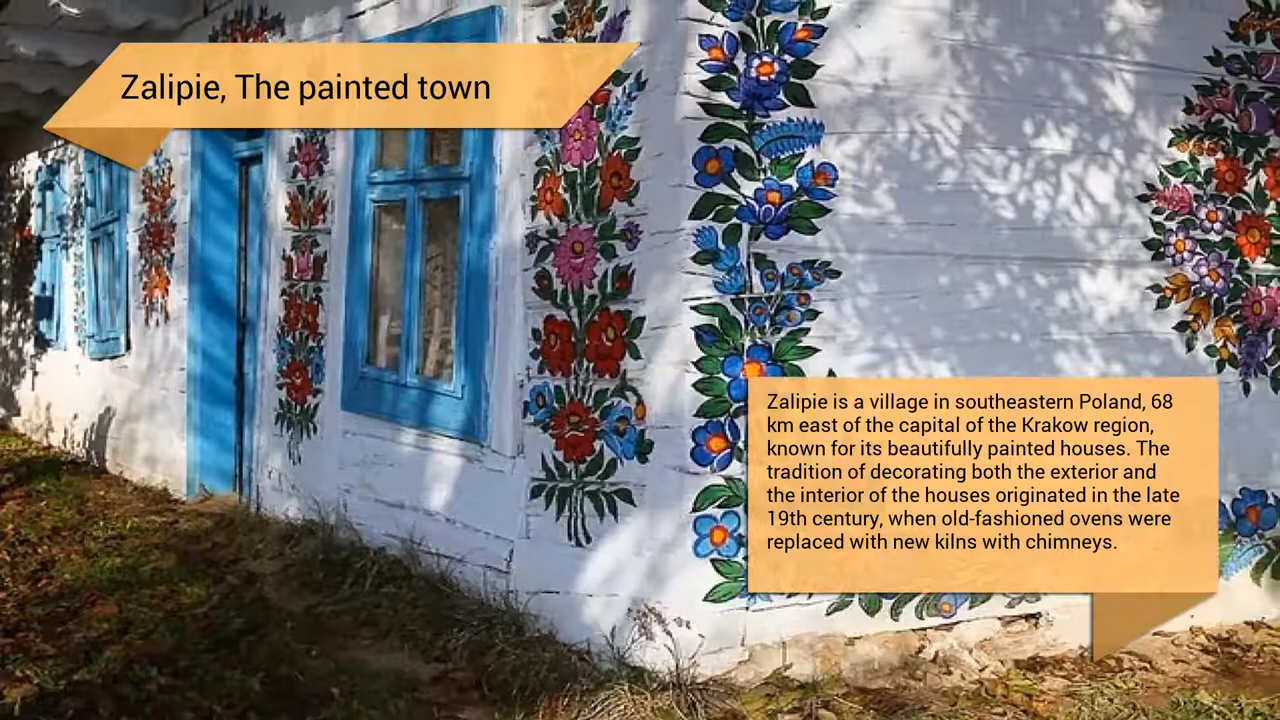 Zalipie, The painted town
Zalipie is a village in southeastern Poland, 68
km east of the capital of the Krakow region,
known for its beautifully painted houses. The
tradition of decorating both the exterior and
the interior of the houses originated in the late
19th century, when old-fashioned ovens were
replaced with new kilns with chimneys.